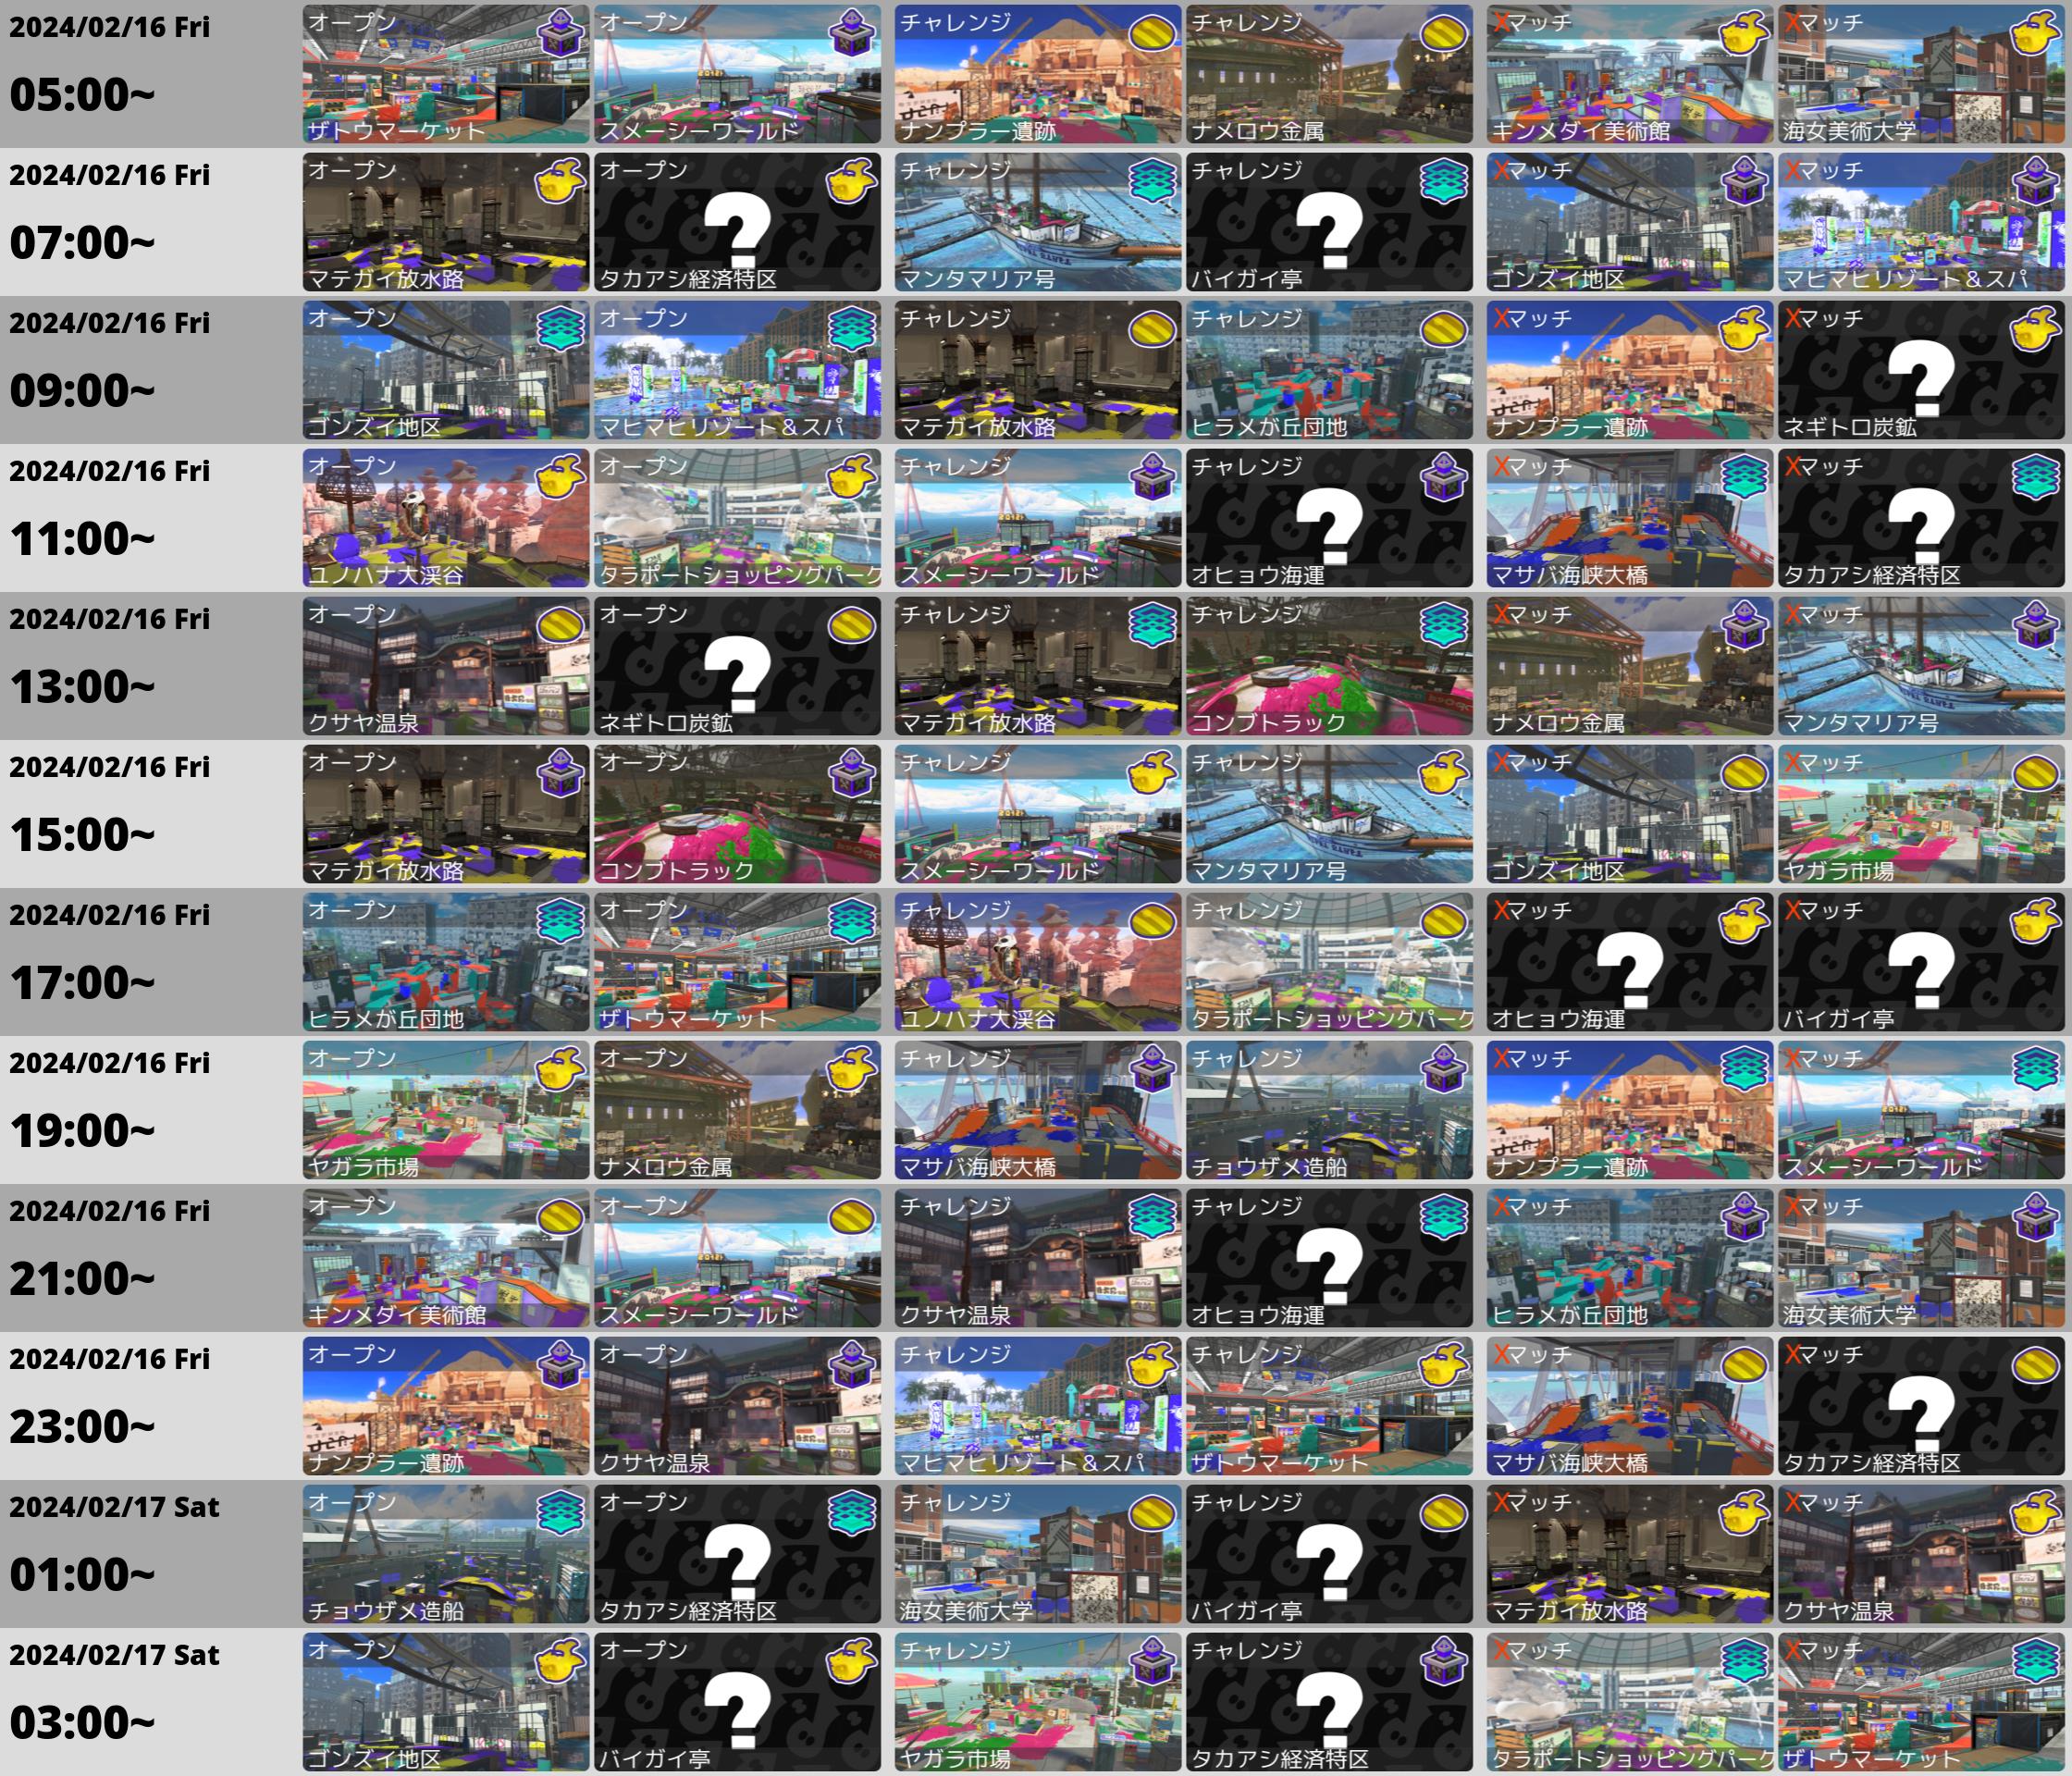 2024/02/16 Fri
05:00~
オープン
ザトウマーケット
オープン
スメーシーワールド
チャレンジ
ナンプラー遺跡
チャレンジ
ナメロウ金属
Xマッチ
キンメダイ美術館
Xマッチ
海女美術大学
2024/02/16 Fri
07:00~
オープン
マテガイ放水路
オープン
?
タカアシ経済特区
チャレンジ
マンタマリア号
チャレンジ
?
バイガイ亭
Xマッチ
ゴンズイ地区
Xマッチ
マヒマヒリゾート&スパ
2024/02/16 Fri
09:00~
オープン
ゴンズイ地区
オープン
マヒマヒリゾート&スパ
チャレンジ
マテガイ放水路
チャレンジ
ヒラメが丘団地
Xマッチ
ナンプラー遺跡
Xマッチ
?
ネギトロ炭鉱
2024/02/16 Fri
11:00~
オープン
ユノハナ大渓谷
オープン
タラポートショッピングパーク
チャレンジ
スメーシーワールド
チャレンジ
?
オヒョウ海運
Xマッチ
マサバ海峡大橋
Xマッチ
?
タカアシ経済特区
2024/02/16 Fri
13:00~
オープン
クサヤ温泉
オープン
?
ネギトロ炭鉱
チャレンジ
マテガイ放水路
チャレンジ
コンブトラック
Xマッチ
ナメロウ金属
Xマッチ
マンタマリア号
2024/02/16 Fri
15:00~
オープン
マテガイ放水路
オープン
コンブトラック
チャレンジ
スメーシーワールド
チャレンジ
マンタマリア号
Xマッチ
ゴンズイ地区
Xマッチ
ヤガラ市場
2024/02/16 Fri
17:00~
オープン
ヒラメが丘団地
オープン
ザトウマーケット
チャレンジ
ユノハナ大渓谷
チャレンジ
タラポートショッピングパーク
Xマッチ
?
オヒョウ海運
Xマッチ
?
バイガイ亭
2024/02/16 Fri
19:00~
オープン
ヤガラ市場
オープン
ナメロウ金属
チャレンジ
マサバ海峡大橋
チャレンジ
チョウザメ造船
Xマッチ
ナンプラー遺跡
Xマッチ
スメーシーワールド
2024/02/16 Fri
21:00~
オープン
キンメダイ美術館
オープン
スメーシーワールド
チャレンジ
クサヤ温泉
チャレンジ
?
オヒョウ海運
Xマッチ
ヒラメが丘団地
Xマッチ
海女美術大学
2024/02/16 Fri
23:00~
オープン
ナンプラー遺跡
オープン
クサヤ温泉
チャレンジ
マヒマヒリゾート&スパ
チャレンジ
ザトウマーケット
Xマッチ
マサバ海峡大橋
Xマッチ
?
タカアシ経済特区
2024/02/17 Sat
01:00~
オープン
チョウザメ造船
オープン
?
タカアシ経済特区
チャレンジ
海女美術大学
チャレンジ
?
バイガイ亭
Xマッチ
マテガイ放水路
Xマッチ
クサヤ温泉
2024/02/17 Sat
03:00~
オープン
ゴンズイ地区
オープン
?
バイガイ亭
チャレンジ
ヤガラ市場
チャレンジ
?
タカアシ経済特区
Xマッチ
タラポートショッピングパーク
Xマッチ
ザトウマーケット